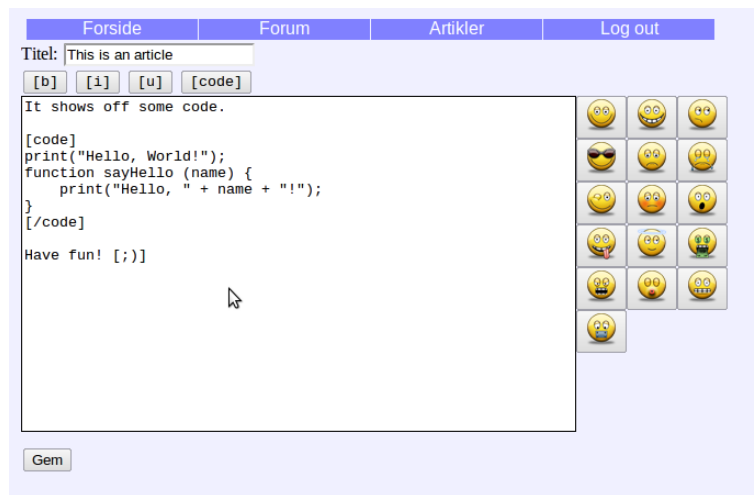 Forside Forum Artikler Log out
Titel: This is an article
[b] [i] [u] [code]
It shows off some code.
[code]
print("Hello, World!");
function sayHello (name) {
    print("Hello, " + name + "!");
}
[/code]
Have fun! [;)]
Gem